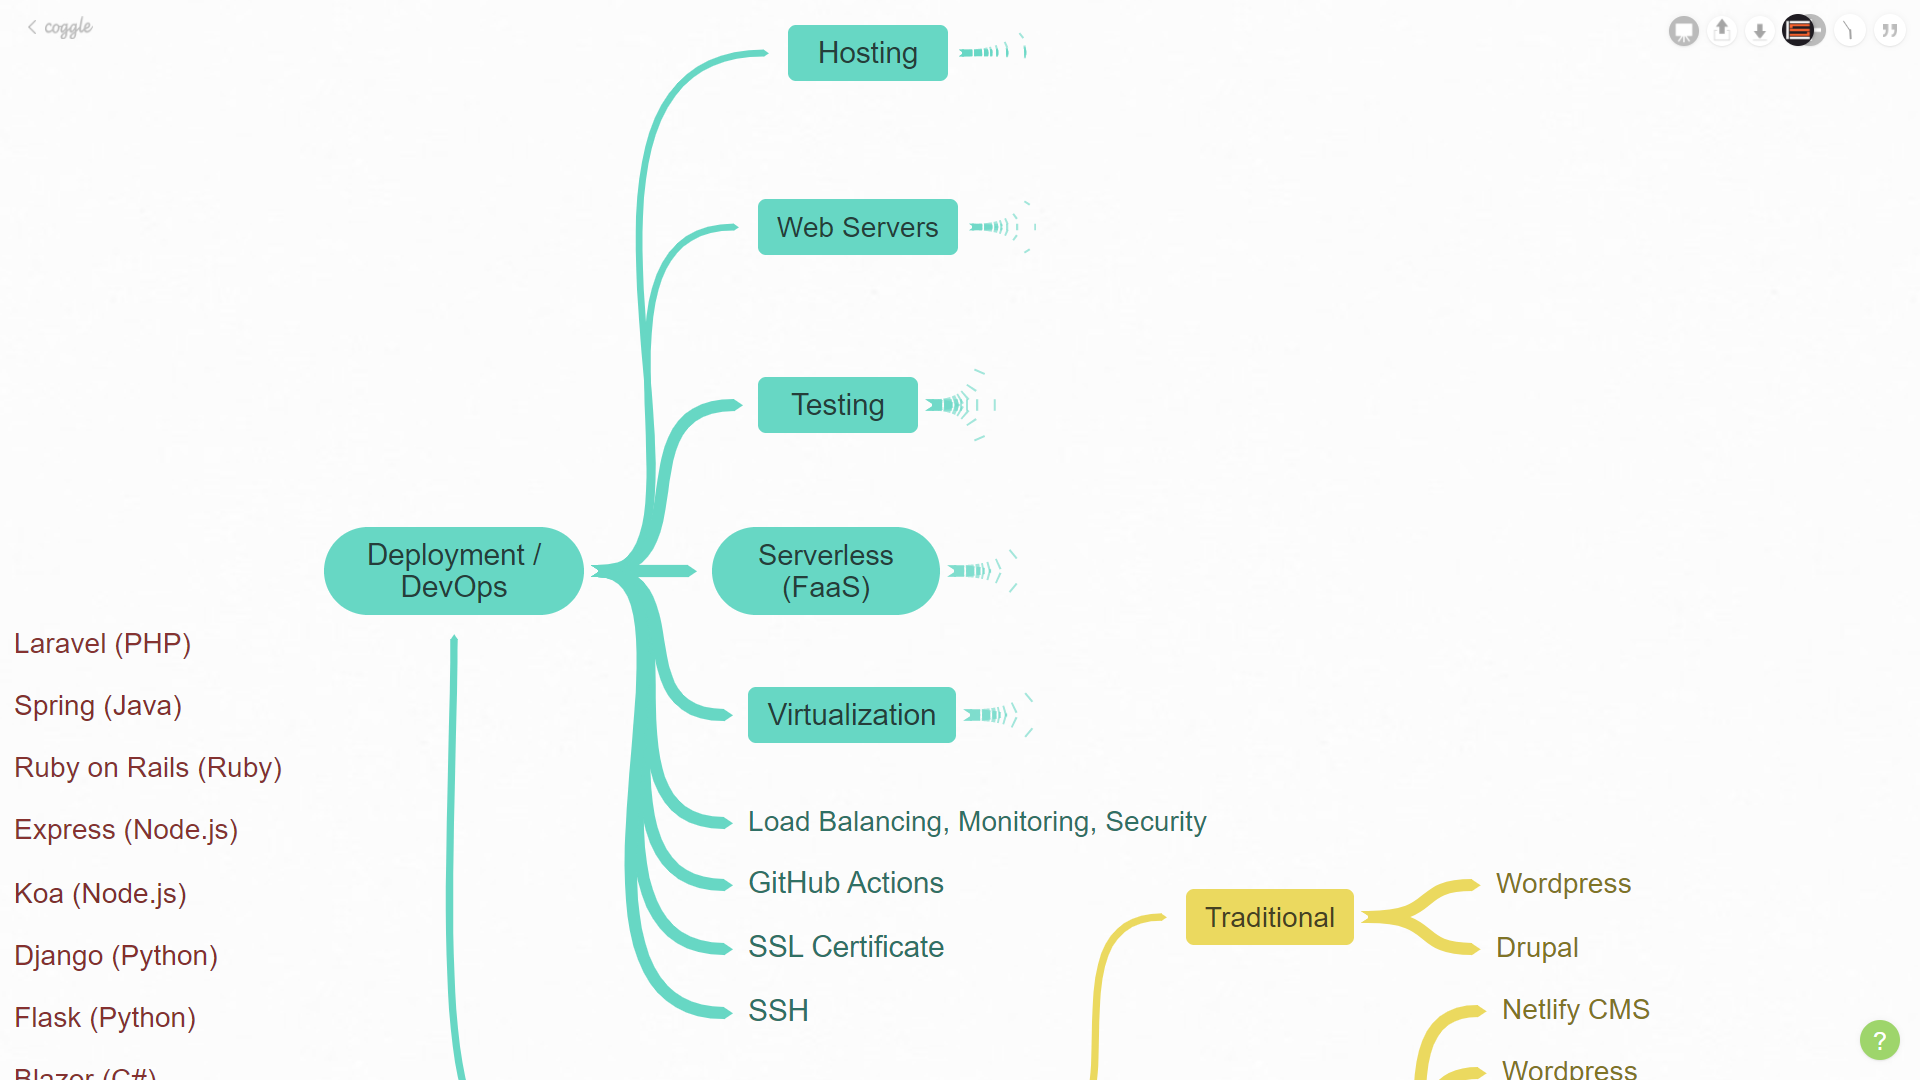 coggle
Hosting
Web Servers
Testing
Deployment /
DevOps
Serverless
(FaaS)
Virtualization
Load Balancing, Monitoring, Security
GitHub Actions
SSL Certificate
SSH
Laravel (PHP)
Spring (Java)
Ruby on Rails (Ruby)
Express (Node.js)
Koa (Node.js)
Django (Python)
Flask (Python)
Blazor (C#)
Traditional
Wordpress
Drupal
Netlify CMS
Wordpress
?